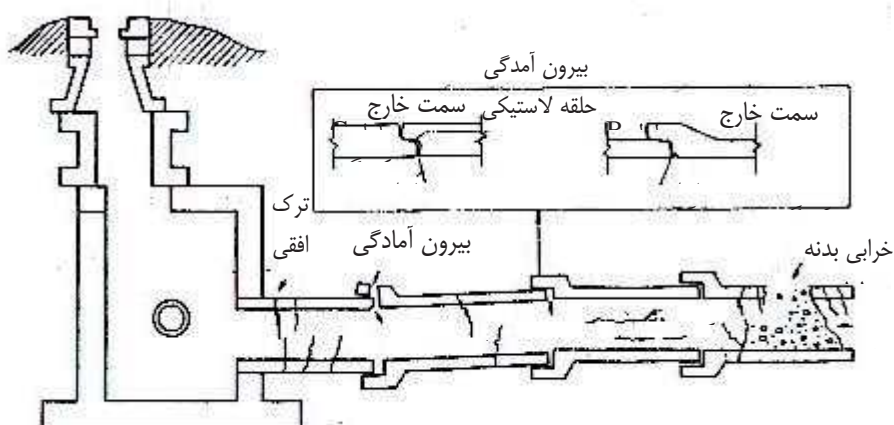 بیرون آمدگی
سمت خارج
حلقه لاستیکی
سمت خارج
ترک
افقی
بیرون آمادگی
خرابی بدنه